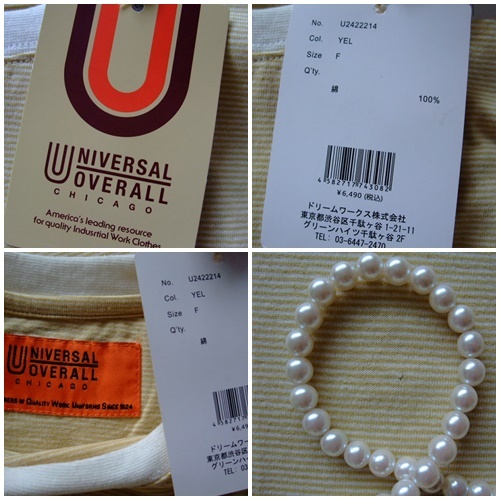 UNIVERSAL
OVERALL
CHICAGO
America's leading resource
for quality Indusrtial Work Clothes
No. U2422214
Col. YEL
Size F
Q'ty.
綿 100%
4582717743082
¥6,490(税込)
ドリームワークス株式会社
東京都渋谷区千駄ヶ谷 1-21-11
グリーンハイツ千駄ヶ谷 2F
TEL: 03-6447-2470
UNIVERSAL
OVERALL
CHICAGO
OF QUALITY WORK UNIFORMS SINCE 1924
No. U2422214
Col. YEL
Size F
Q'ty.
綿
ドリームワー
東京都渋谷区
グリーンハイ
TEL: 0